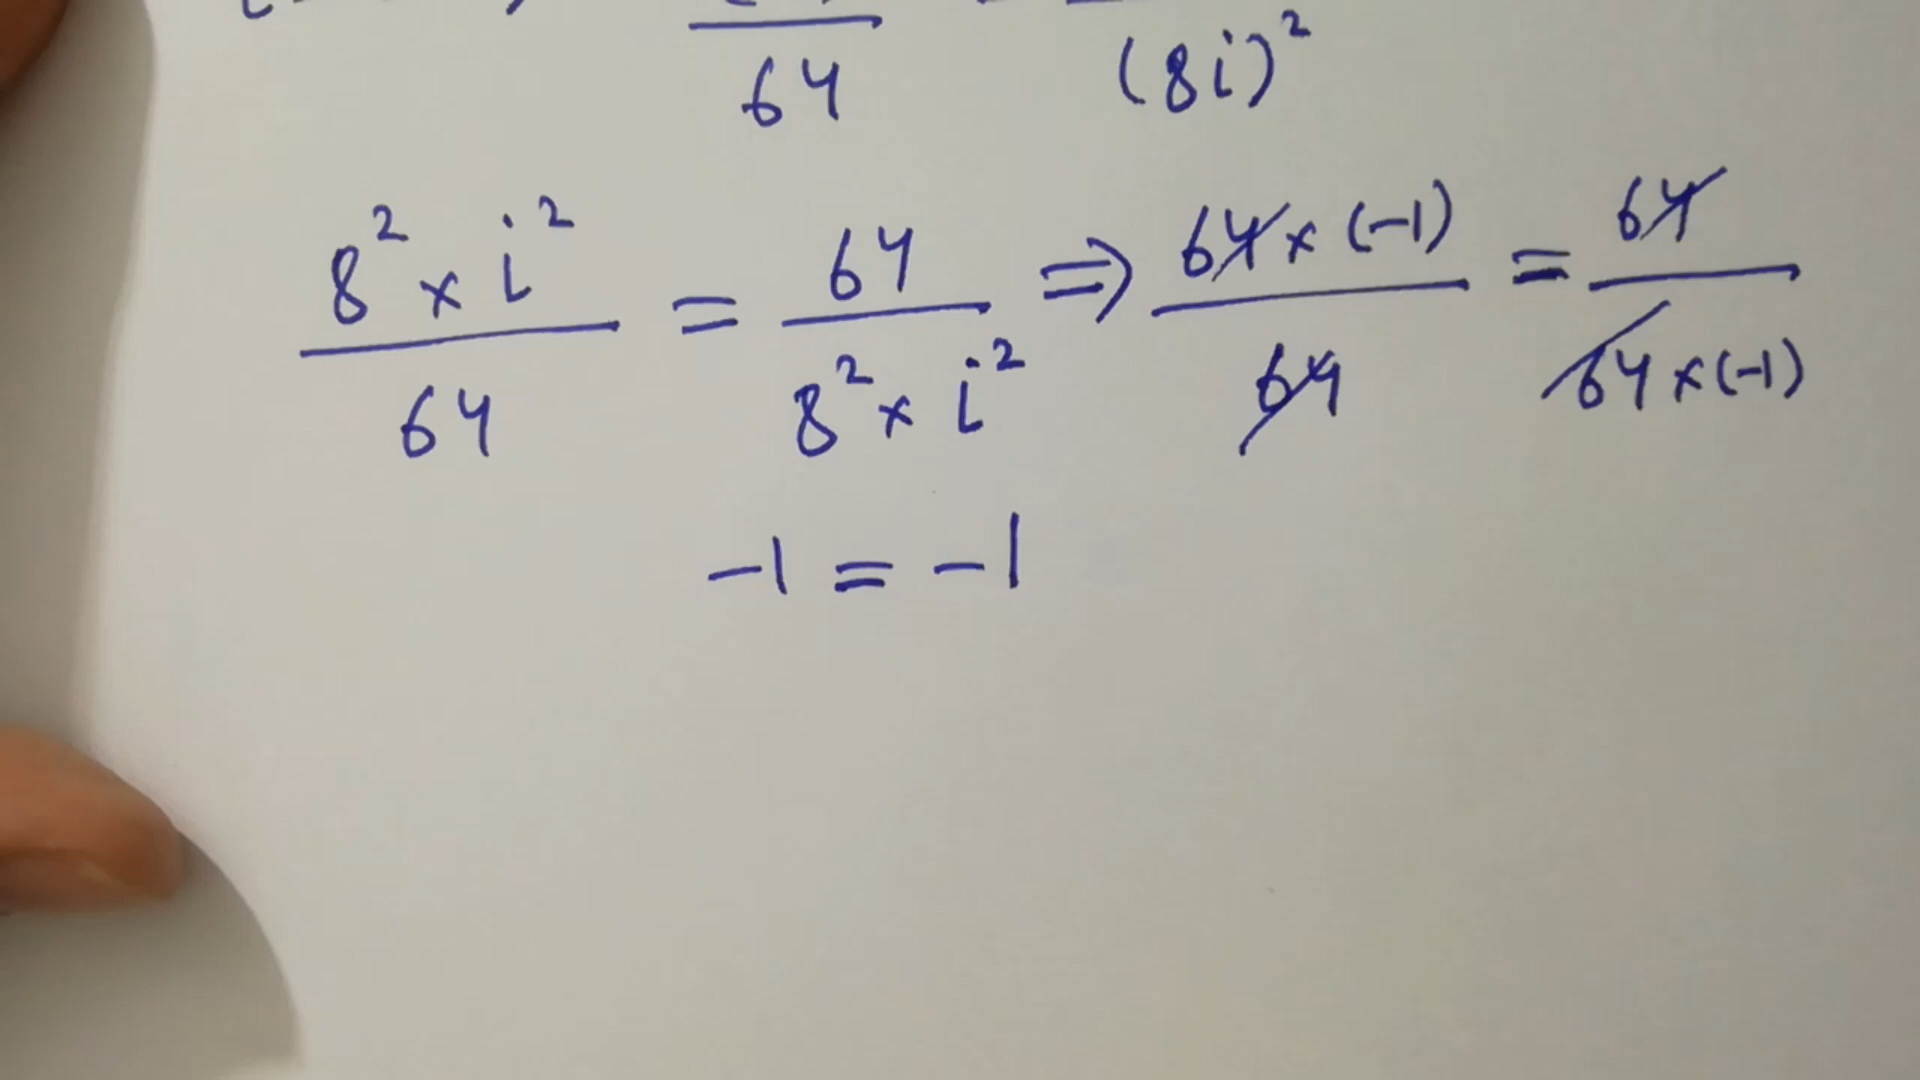 64 (8i)²
8² × i² / 64 = 64 / 8² × i² ⇒ 64 × (-1) / 64 = 64 / 64 × (-1)
-1 = -1